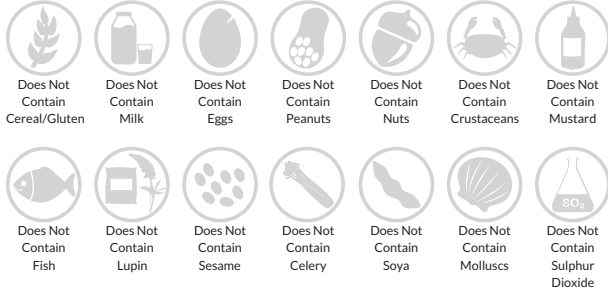 Does Not
Contain
Cereal/Gluten
Does Not
Contain
Milk
Does Not
Contain
Eggs
Does Not
Contain
Peanuts
Does Not
Contain
Nuts
Does Not
Contain
Crustaceans
Does Not
Contain
Mustard
SO₂
Does Not
Contain
Fish
Does Not
Contain
Lupin
Does Not
Contain
Sesame
Does Not
Contain
Celery
Does Not
Contain
Soya
Does Not
Contain
Molluscs
Does Not
Contain
Sulphur
Dioxide